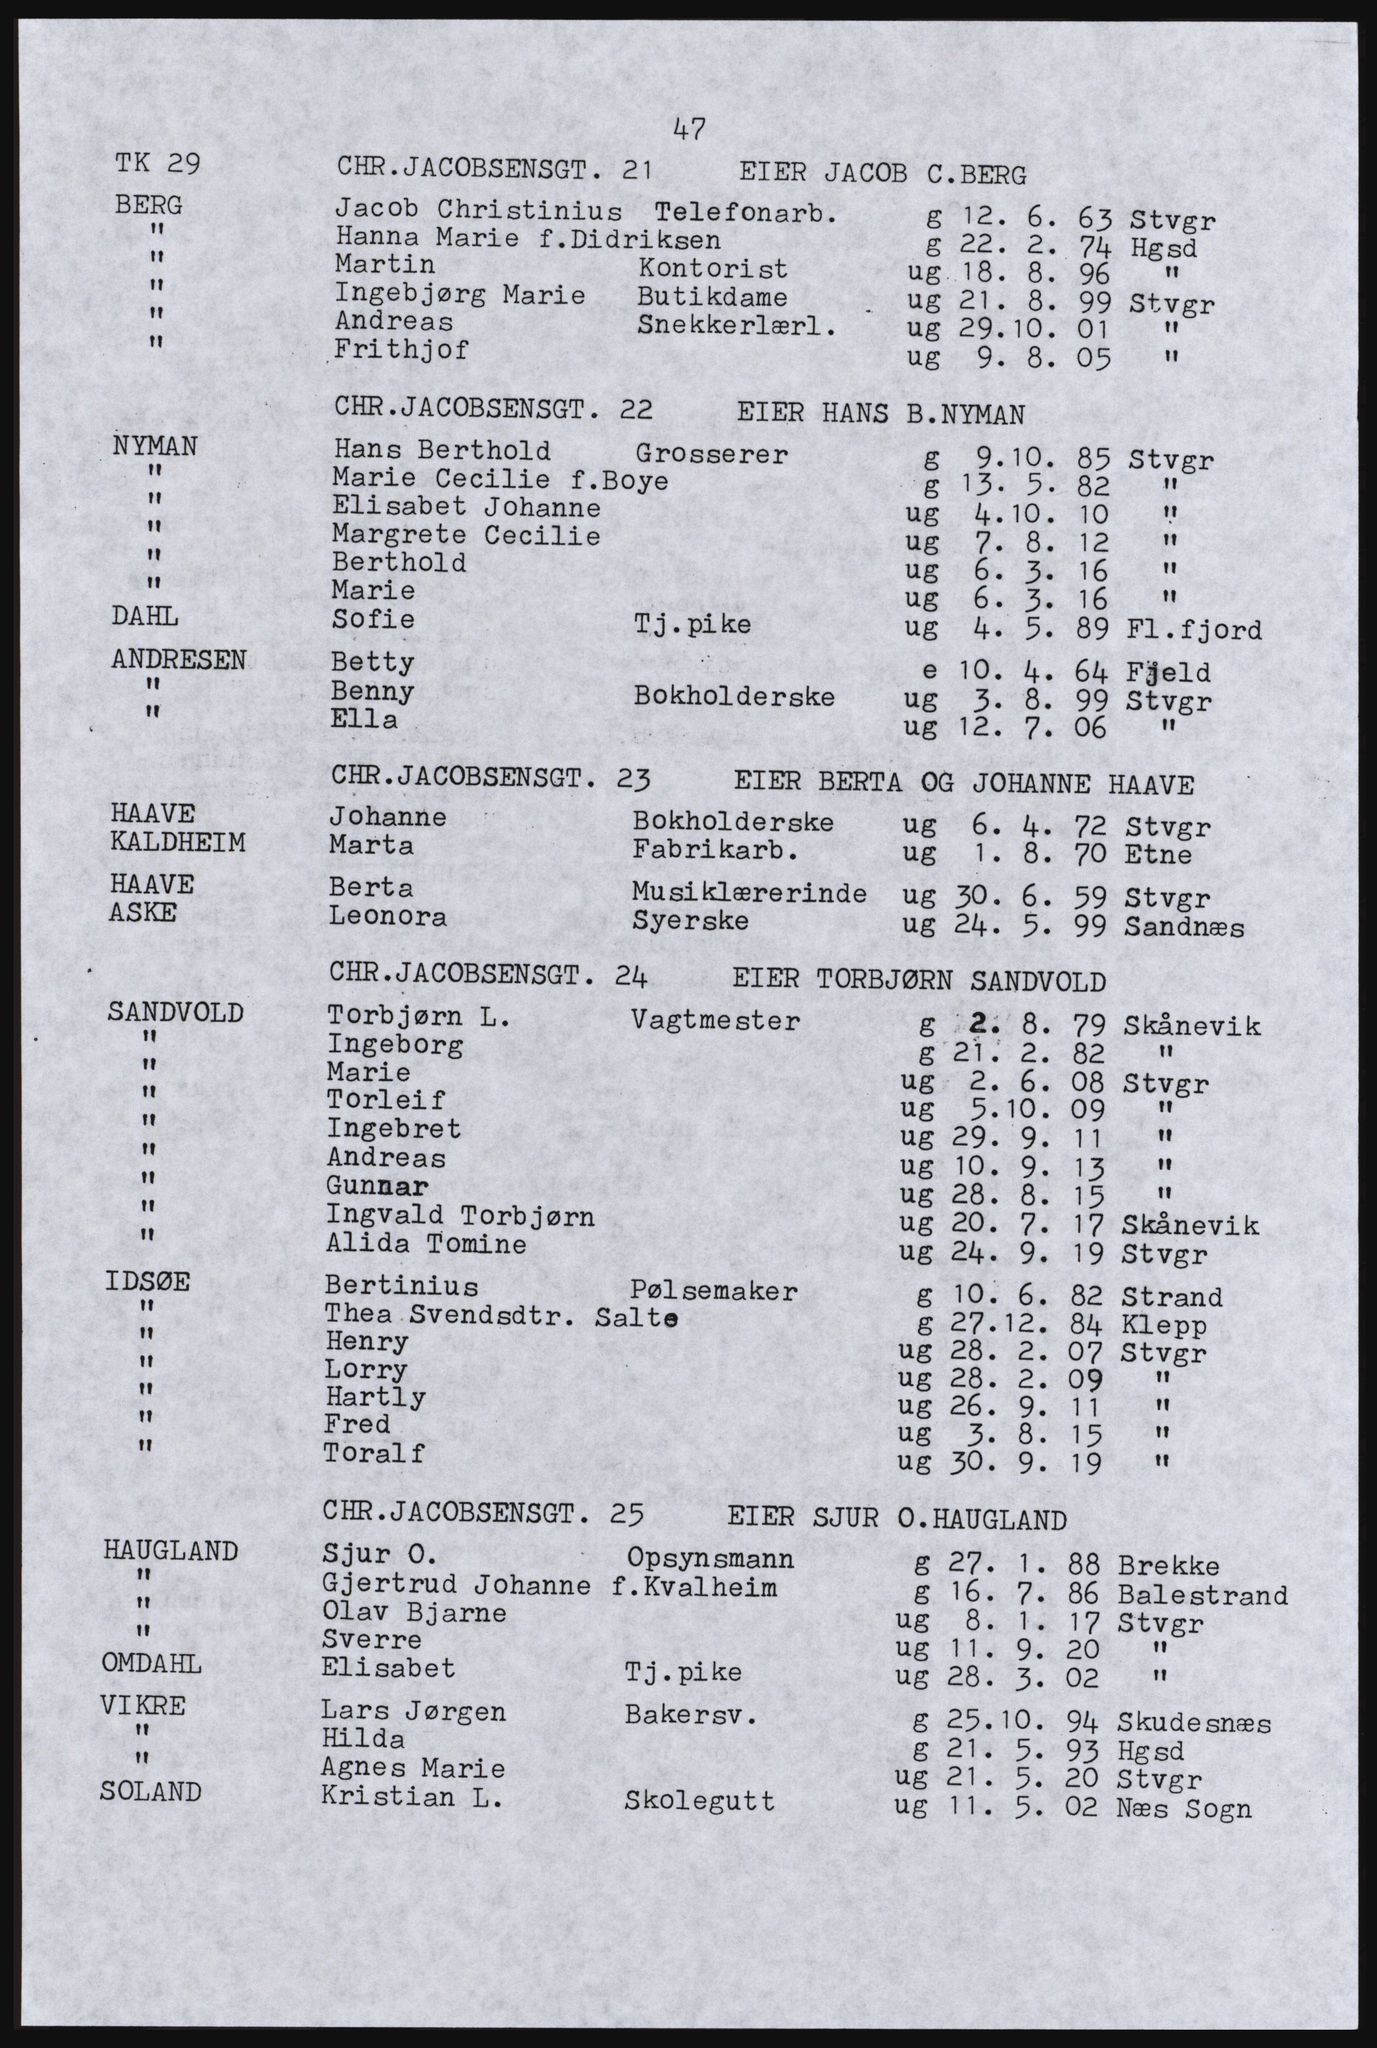 47
TK 29 CHR.JACOBSENSGT. 21 EIER JACOB C.BERG
BERG Jacob Christinius Telefonarb. g 12. 6. 63 Stvgr
" Hanna Marie f.Didriksen g 22. 2. 74 Hgsd
" Martin Kontorist ug 18. 8. 96 "
" Ingebjørg Marie Butikdame ug 21. 8. 99 Stvgr
" Andreas Snekkerlærl. ug 29.10. 01 "
" Frithjof ug 9. 8. 05 "
CHR.JACOBSENSGT. 22 EIER HANS B.NYMAN
NYMAN Hans Berthold Grosserer g 9.10. 85 Stvgr
" Marie Cecilie f.Boye g 13. 5. 82 "
" Elisabet Johanne ug 4.10. 10 "
" Margrete Cecilie ug 7. 8. 12 "
" Berthold ug 6. 3. 16 "
" Marie ug 6. 3. 16 "
DAHL Sofie Tj.pike ug 4. 5. 89 Fl.fjord
ANDRESEN Betty e 10. 4. 64 Fjeld
" Benny Bokholderske ug 3. 8. 99 Stvgr
" Ella ug 12. 7. 06 "
CHR.JACOBSENSGT. 23 EIER BERTA OG JOHANNE HAAVE
HAAVE Johanne Bokholderske ug 6. 4. 72 Stvgr
KALDHEIM Marta Fabrikarb. ug 1. 8. 70 Etne
HAAVE Berta Musiklærerinde ug 30. 6. 59 Stvgr
ASKE Leonora Syerske ug 24. 5. 99 Sandnæs
CHR.JACOBSENSGT. 24 EIER TORBJØRN SANDVOLD
SANDVOLD Torbjørn L. Vagtmester g 2. 8. 79 Skånevik
" Ingeborg g 21. 2. 82 "
" Marie ug 2. 6. 08 Stvgr
" Torleif ug 5.10. 09 "
" Ingebret ug 29. 9. 11 "
" Andreas ug 10. 9. 13 "
" Gunnar ug 28. 8. 15 "
" Ingvald Torbjørn ug 20. 7. 17 Skånevik
" Alida Tomine ug 24. 9. 19 Stvgr
IDSØE Bertinius Pølsemaker g 10. 6. 82 Strand
" Thea Svendsdtr. Salte g 27.12. 84 Klepp
" Henry ug 28. 2. 07 Stvgr
" Lorry ug 28. 2. 09 "
" Hartly ug 26. 9. 11 "
" Fred ug 3. 8. 15 "
" Toralf ug 30. 9. 19 "
CHR.JACOBSENSGT. 25 EIER SJUR O.HAUGLAND
HAUGLAND Sjur O. Opsynsmann g 27. 1. 88 Brekke
" Gjertrud Johanne f.Kvalheim g 16. 7. 86 Balestrand
" Olav Bjarne ug 8. 1. 17 Stvgr
" Sverre ug 11. 9. 20 "
OMDAHL Elisabet Tj.pike ug 28. 3. 02 "
VIKRE Lars Jørgen Bakersv. g 25.10. 94 Skudesnæs
" Hilda g 21. 5. 93 Hgsd
" Agnes Marie ug 21. 5. 20 Stvgr
SOLAND Kristian L. Skolegutt ug 11. 5. 02 Næs Sogn